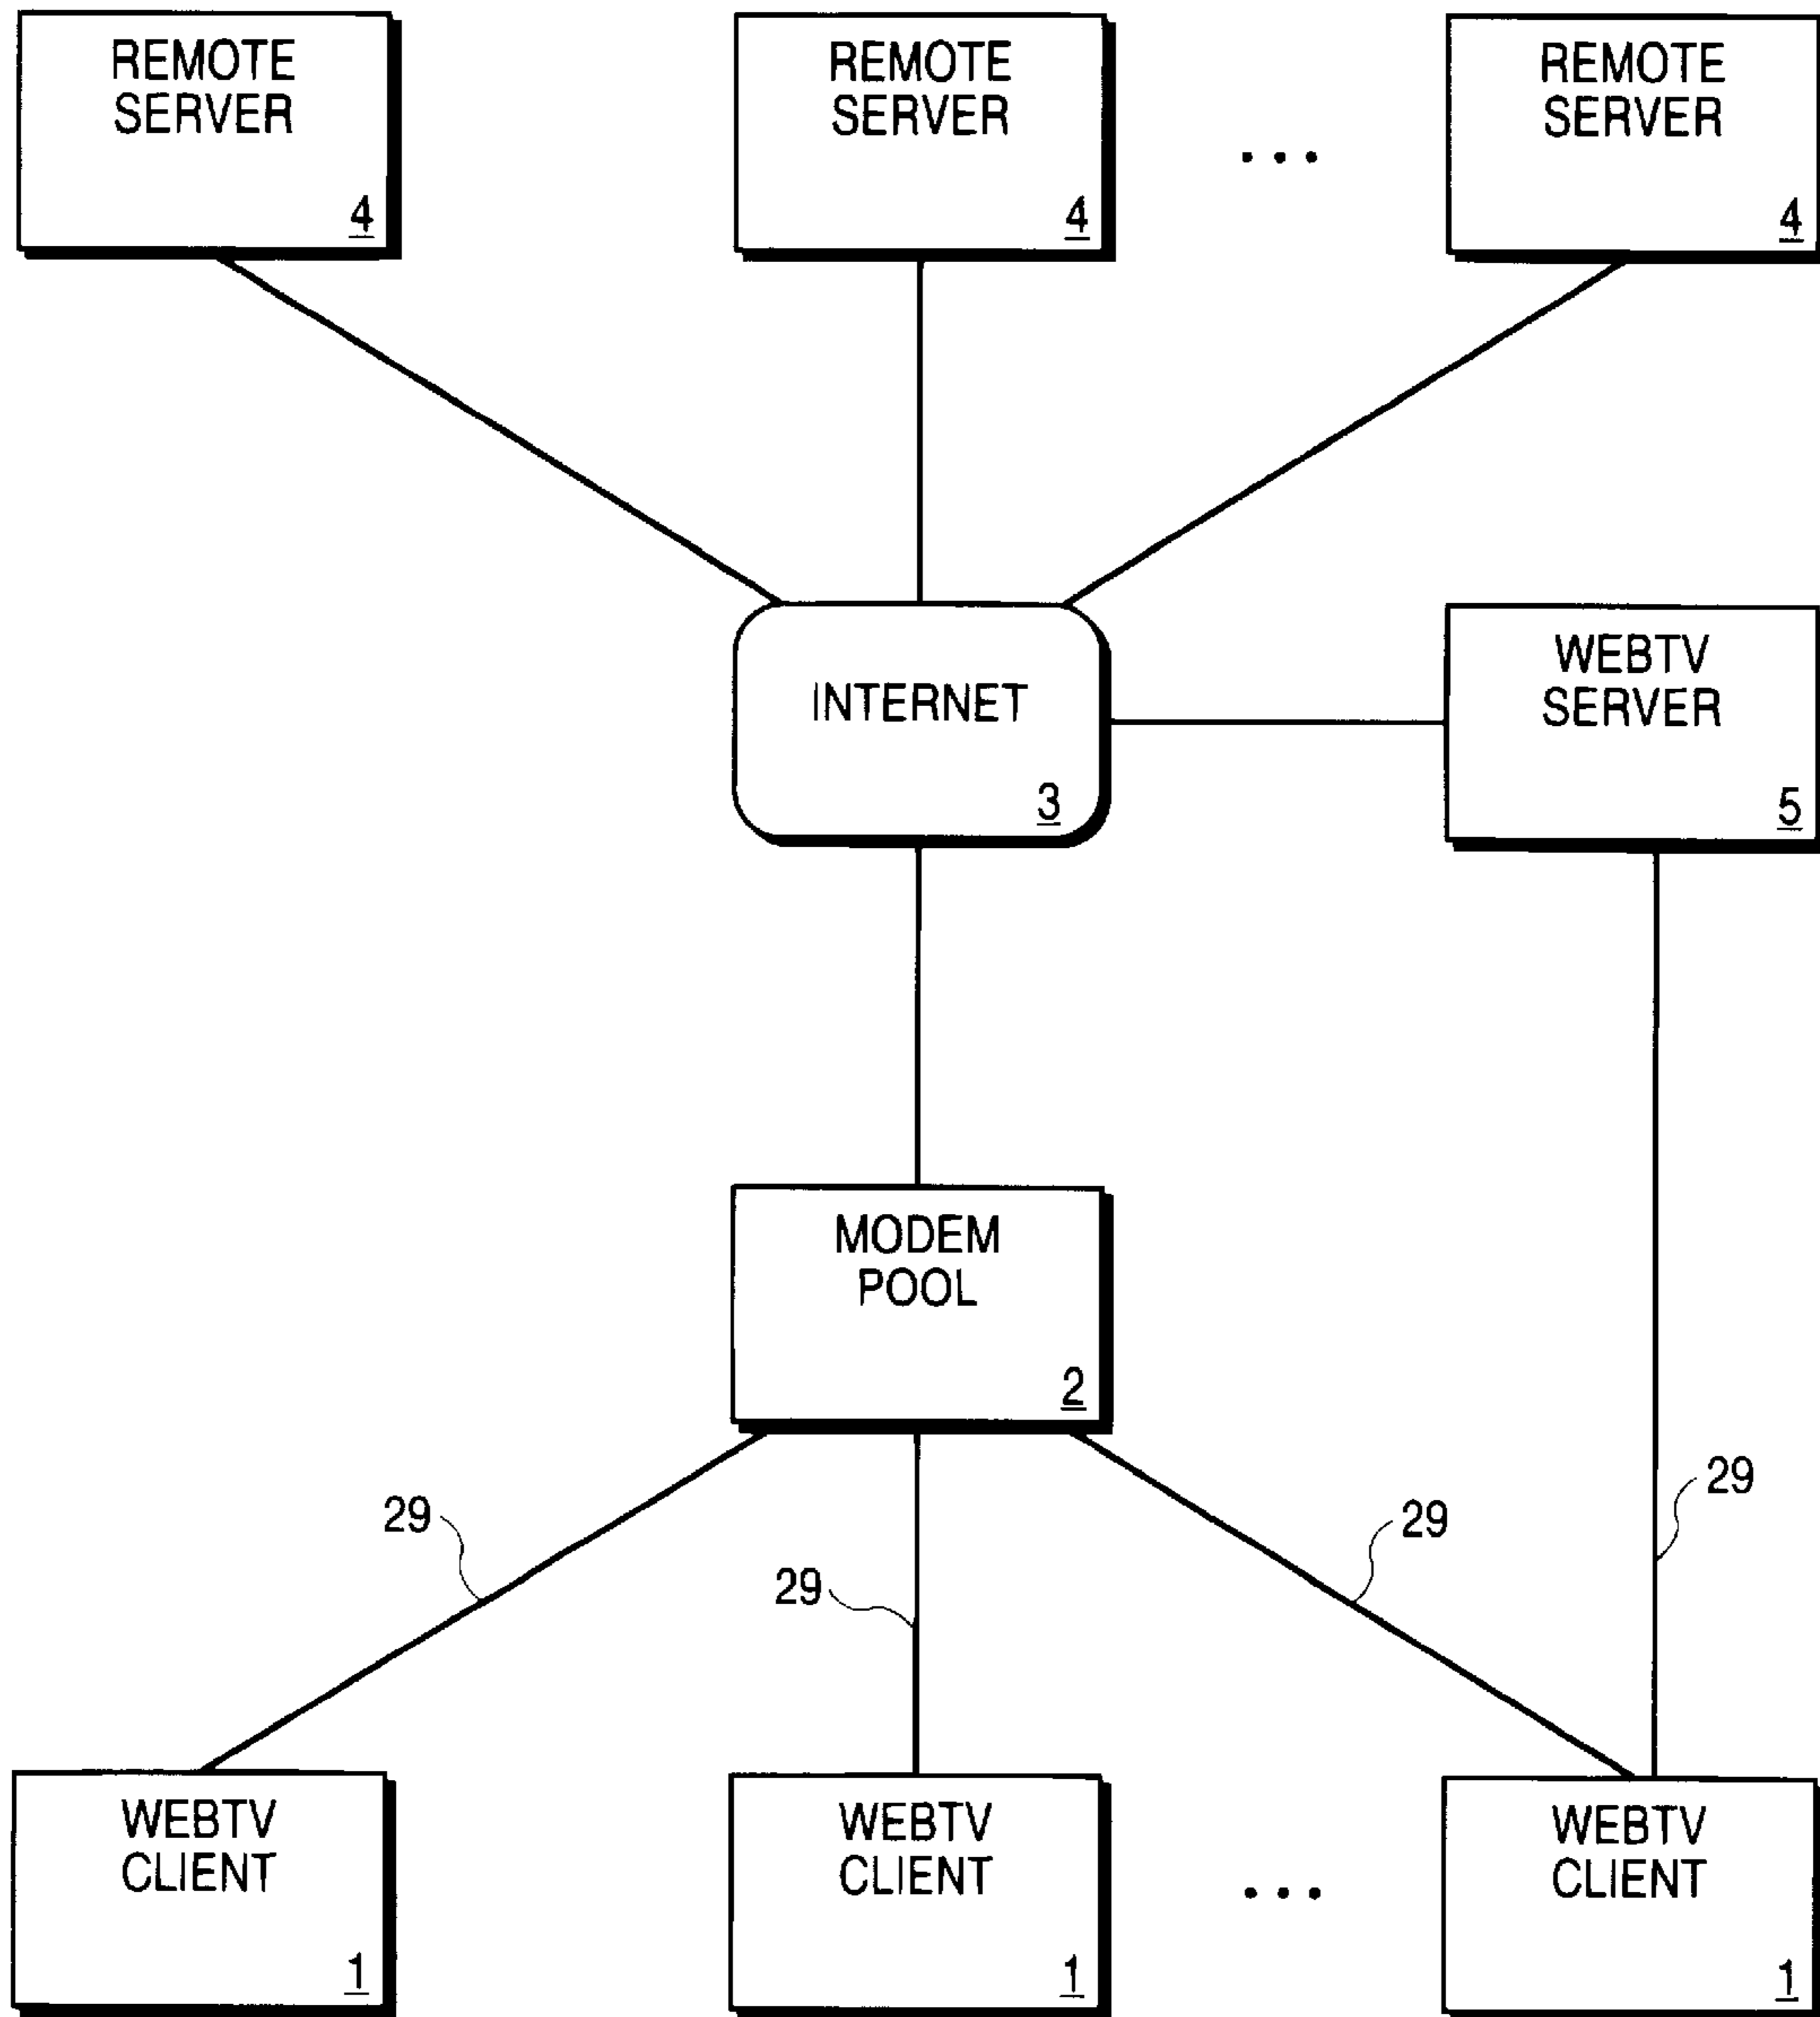 REMOTE
SERVER
4
REMOTE
SERVER
4
. . .
REMOTE
SERVER
4
INTERNET
3
WEBTV
SERVER
5
MODEM
POOL
2
29
29
29
29
WEBTV
CLIENT
1
WEBTV
CLIENT
1
. . .
WEBTV
CLIENT
1